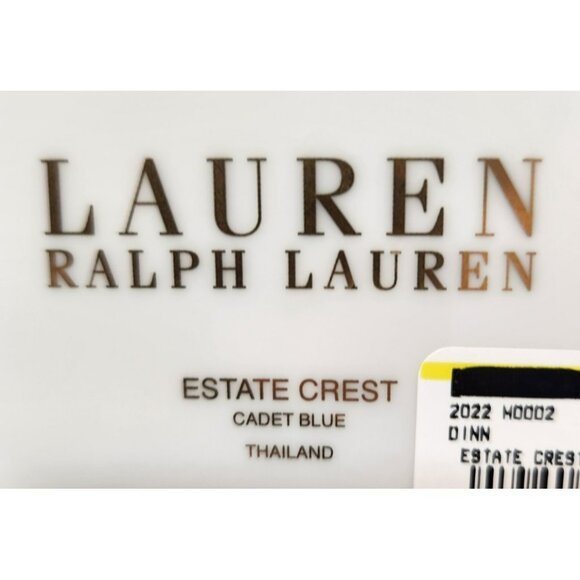 LAUREN
RALPH LAUREN
ESTATE CREST
CADET BLUE
THAILAND
2022 H0002
DINN
ESTATE CREST